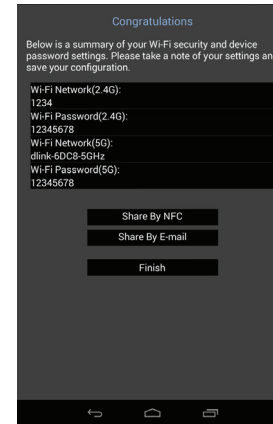 Congratulations
Below is a summary of your Wi-Fi security and device
password settings. Please take a note of your settings an
save your configuration.
Wi-Fi Network(2.4G):
1234
Wi-Fi Password(2.4G):
12345678
Wi-Fi Network(5G):
dlink-6DC8-5GHz
Wi-Fi Password(5G):
12345678
Share By NFC
Share By E-mail
Finish